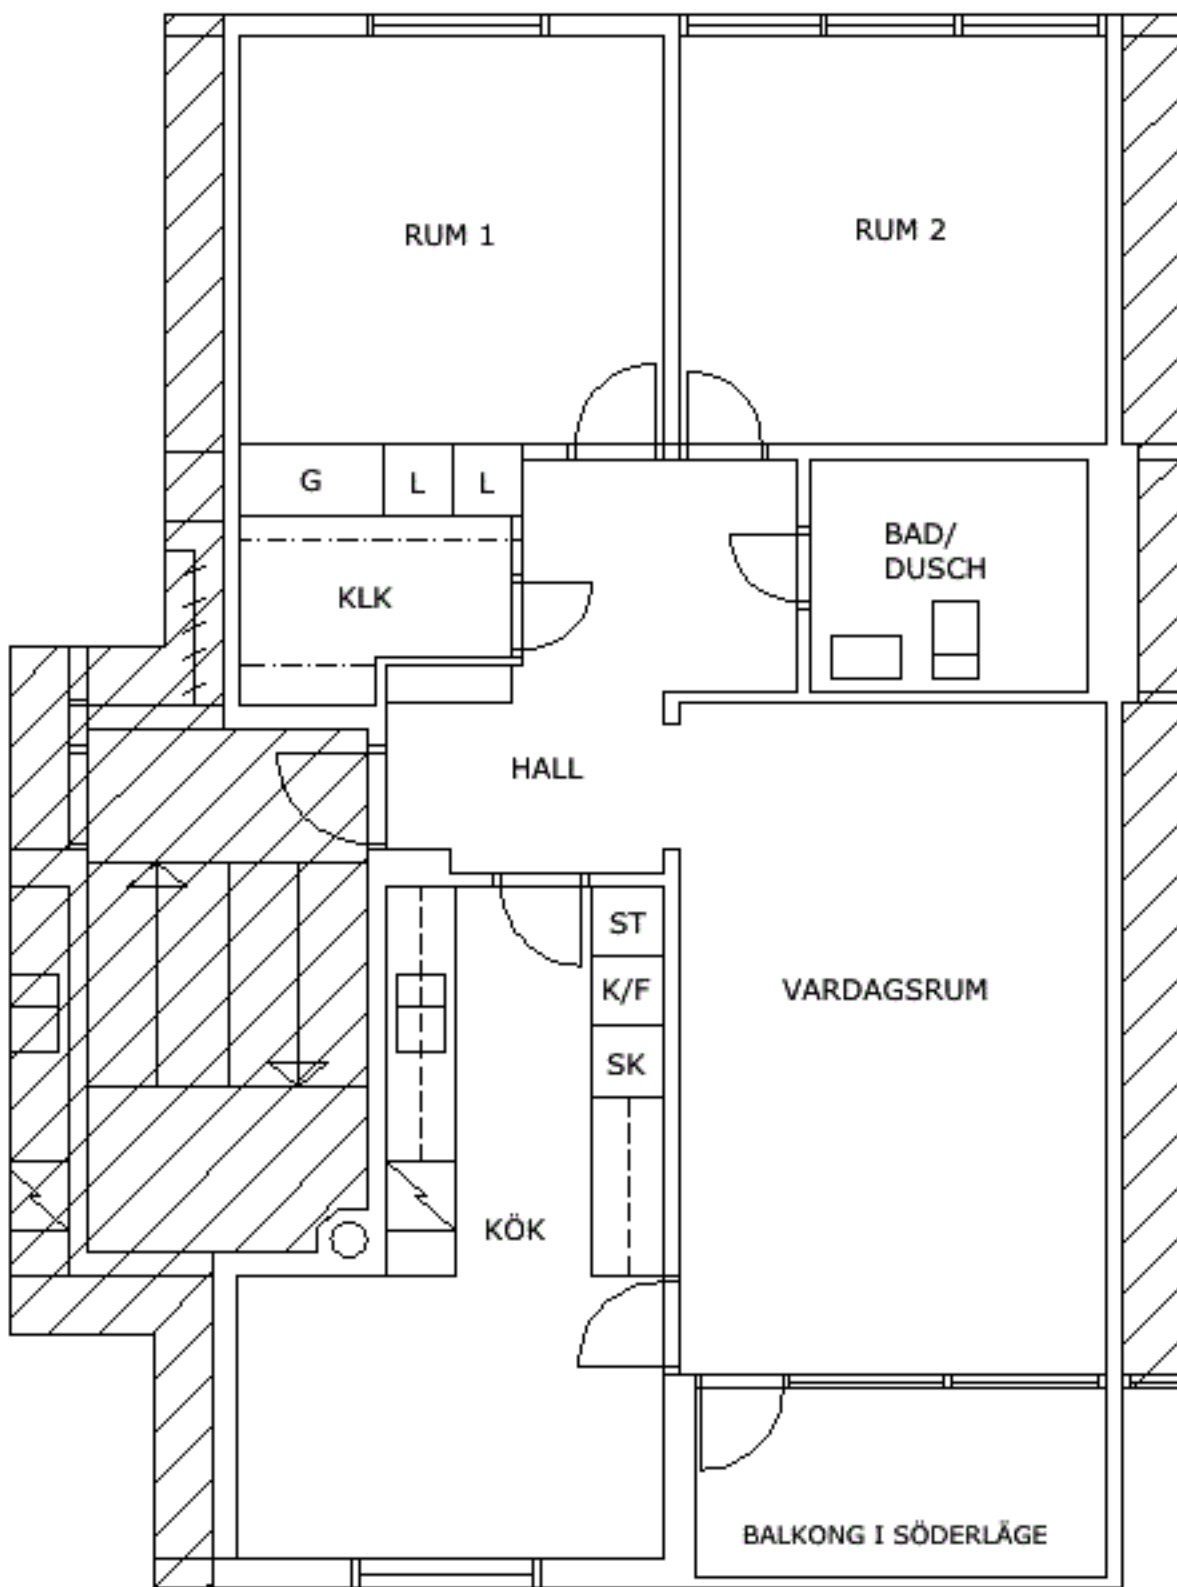 RUM 1
RUM 2
G
L
L
BAD/
DUSCH
KLK
HALL
ST
K/F
SK
VARDAGSRUM
KÖK
BALKONG I SÖDERLÄGE